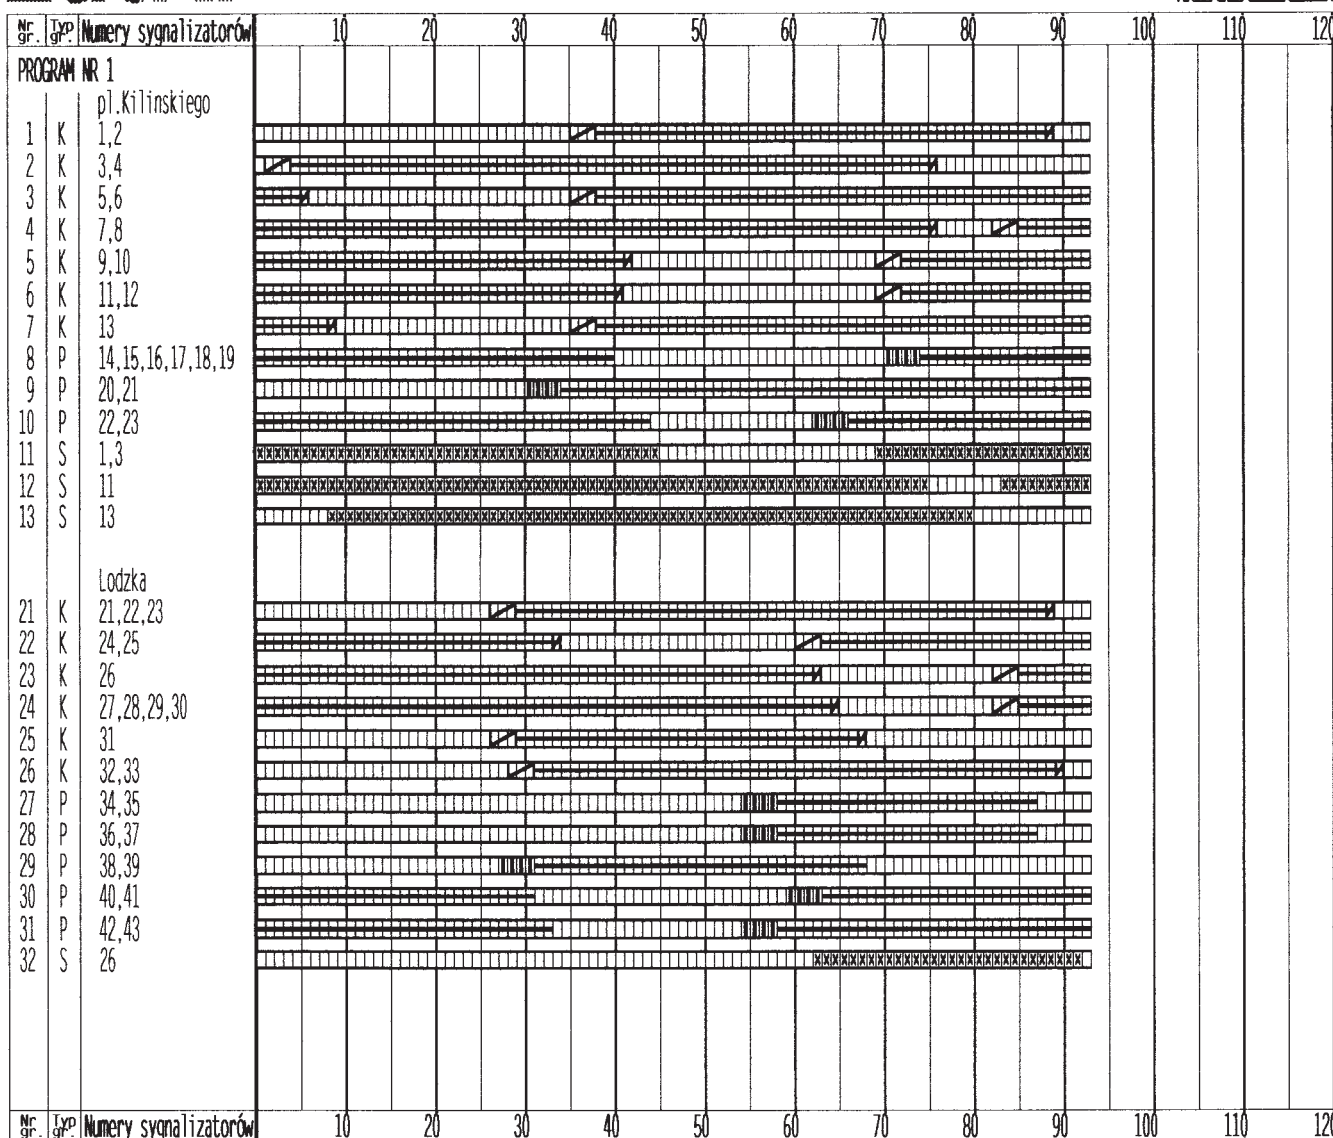 Nr gr. Typ gr. Numery sygnalizatorów 10 20 30 40 50 60 70 80 90 100 110 120
PROGRAM NR 1
pl.Kilinskiego
1 K 1,2
2 K 3,4
3 K 5,6
4 K 7,8
5 K 9,10
6 K 11,12
7 K 13
8 P 14,15,16,17,18,19
9 P 20,21
10 P 22,23
11 S 1,3
12 S 11
13 S 13
Lodzka
21 K 21,22,23
22 K 24,25
23 K 26
24 K 27,28,29,30
25 K 31
26 K 32,33
27 P 34,35
28 P 36,37
29 P 38,39
30 P 40,41
31 P 42,43
32 S 26
Nr gr. Typ gr. Numery sygnalizatorów 10 20 30 40 50 60 70 80 90 100 110 120